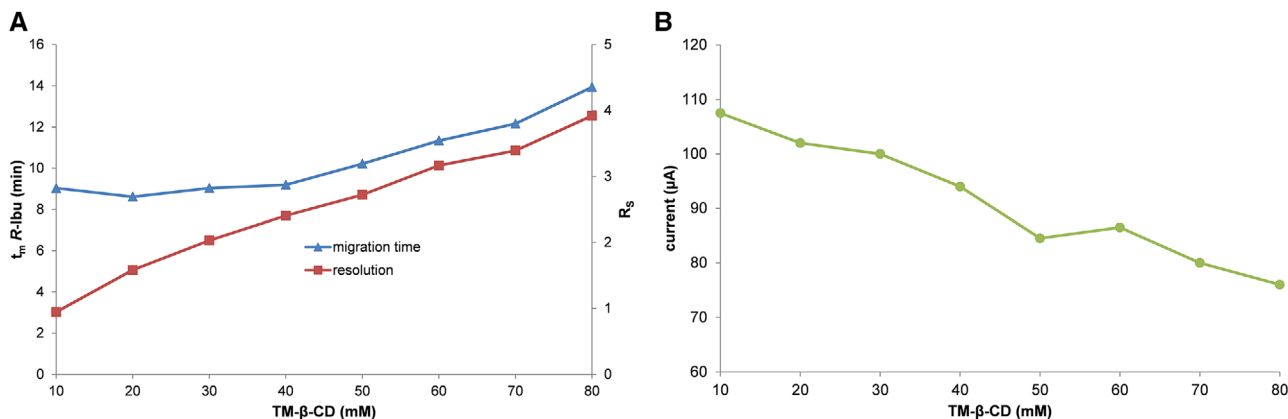 A
16
14
12
10
8
6
4
2
0
tm R-Ibu (min)
5
4
3
2
1
0
RS
migration time
resolution
10 20 30 40 50 60 70 80
TM-β-CD (mM)
B
120
110
100
90
80
70
60
current (µA)
10 20 30 40 50 60 70 80
TM-β-CD (mM)